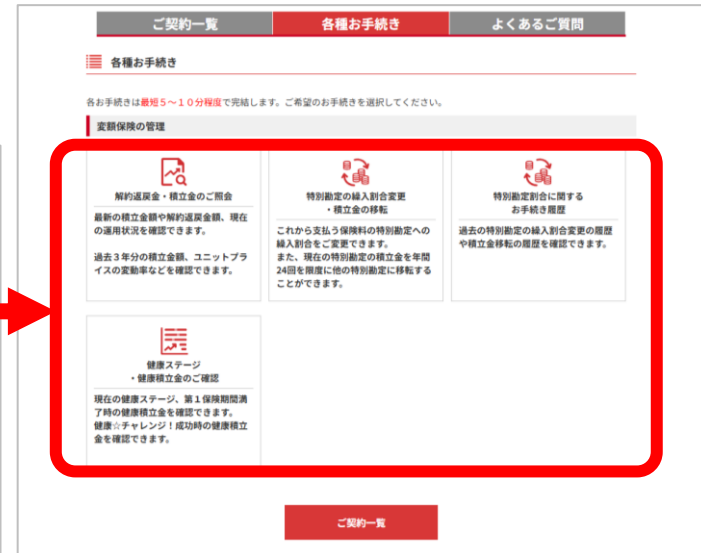 ご契約一覧
各種お手続き
よくあるご質問
各種お手続き
各お手続きは最短５～１０分程度で完結します。ご希望のお手続きを選択してください。
変額保険の管理
解約返戻金・積立金のご照会
最新の積立金額や解約返戻金額、現在
の運用状況を確認できます。
過去３年分の積立金額、ユニットプラ
イスの変動率などを確認できます。
特別勘定の繰入割合変更
・積立金の移転
これから支払う保険料の特別勘定への
繰入割合をご変更できます。
また、現在の特別勘定の積立金を年間
24回を限度に他の特別勘定に移転する
ことができます。
特別勘定割合に関する
お手続き履歴
過去の特別勘定の繰入割合変更の履歴
や積立金移転の履歴を確認できます。
健康ステージ
・健康積立金のご確認
現在の健康ステージ、第１保険期間満
了時の健康積立金を確認できます。
健康☆チャレンジ！成功時の健康積立
金を確認できます。
ご契約一覧